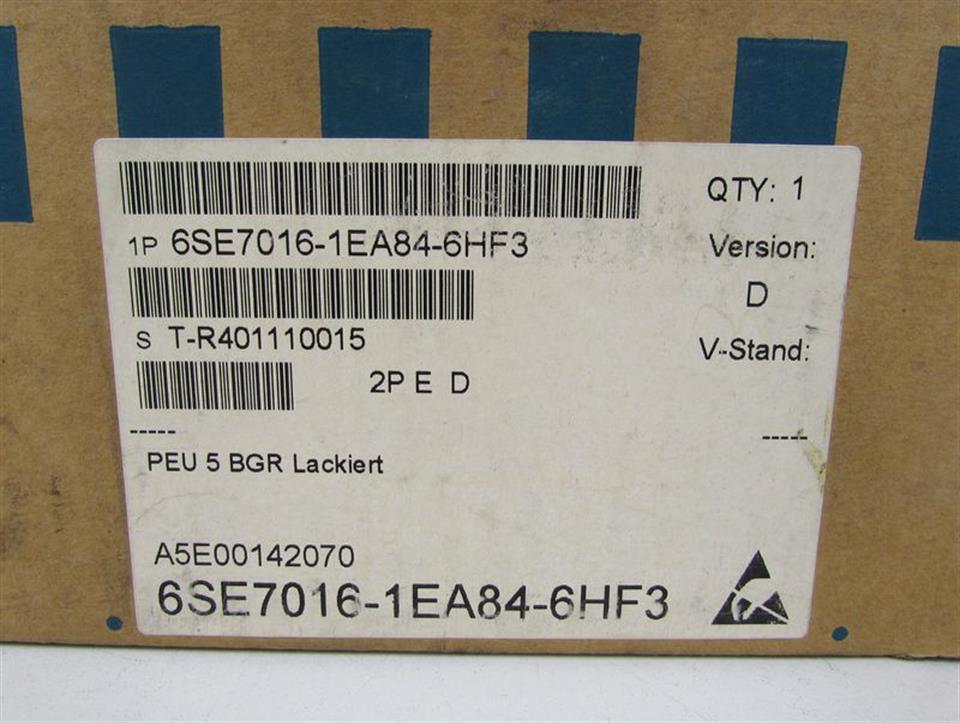 QTY: 1
1P 6SE7016-1EA84-6HF3
Version:
D
S T-R401110015
V-Stand:
2P E D
-----
-----
PEU 5 BGR Lackiert
A5E00142070
6SE7016-1EA84-6HF3